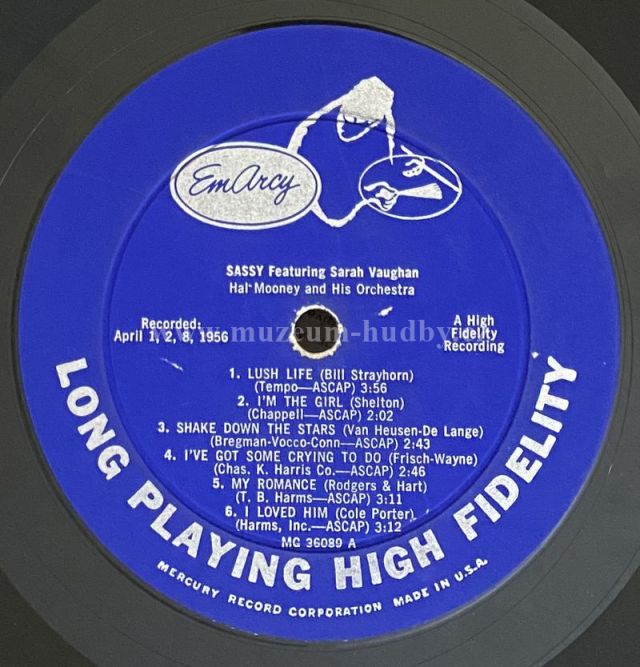 EmArcy
SASSY Featuring Sarah Vaughan
Hal Mooney and His Orchestra
Recorded:
April 1, 2, 8, 1956
A High
Fidelity
Recording
www.muzeum-hudby
1. LUSH LIFE (Bill Strayhorn)
(Tempo—ASCAP) 3:56
2. I'M THE GIRL (Shelton)
(Chappell—ASCAP) 2:02
3. SHAKE DOWN THE STARS (Van Heusen-De Lange)
(Bregman-Vocco-Conn—ASCAP) 2:43
4. I'VE GOT SOME CRYING TO DO (Frisch-Wayne)
(Chas. K. Harris Co.—ASCAP) 2:46
5. MY ROMANCE (Rodgers & Hart)
(T. B. Harms—ASCAP) 3:11
6. I LOVED HIM (Cole Porter)
(Harms, Inc.—ASCAP) 3:12
MG 36089 A
LONG PLAYING HIGH FIDELITY
MERCURY RECORD CORPORATION MADE IN U.S.A.